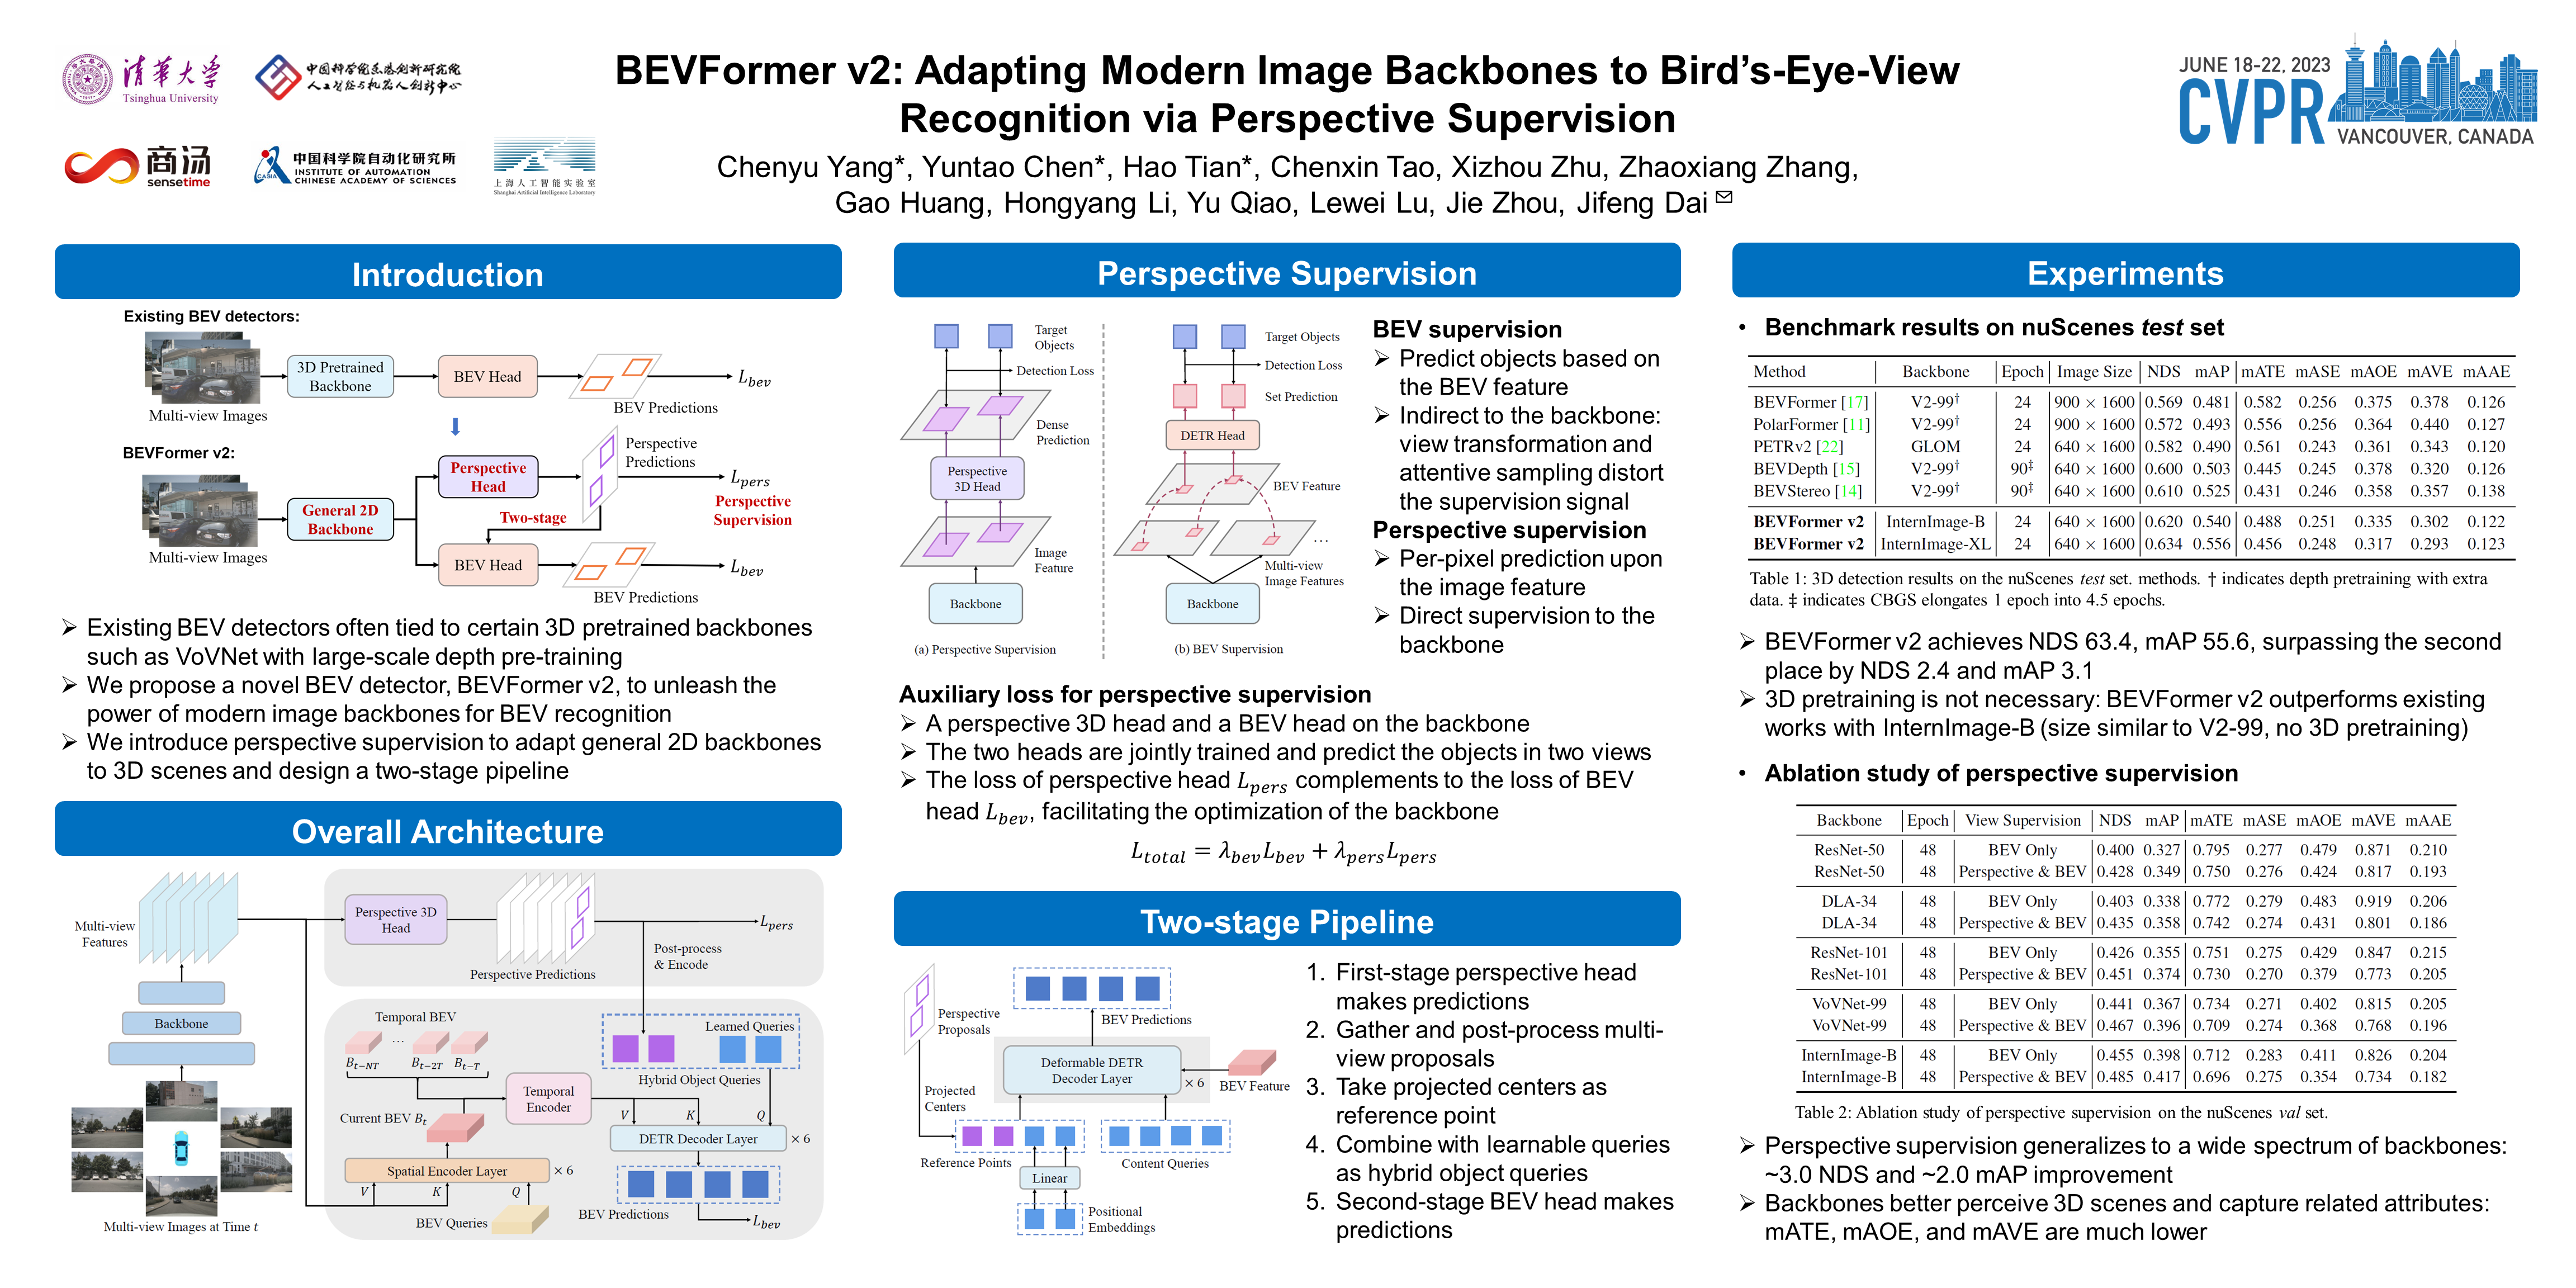 清华大学
Tsinghua University
中国科学院香港创新研究院
人工智能与机器人创新中心
商汤
sensetime
CASIA
中国科学院自动化研究所
INSTITUTE OF AUTOMATION
CHINESE ACADEMY OF SCIENCES
上海人工智能实验室
Shanghai Artificial Intelligence Laboratory
BEVFormer v2: Adapting Modern Image Backbones to Bird’s-Eye-View
Recognition via Perspective Supervision
Chenyu Yang*, Yuntao Chen*, Hao Tian*, Chenxin Tao, Xizhou Zhu, Zhaoxiang Zhang,
Gao Huang, Hongyang Li, Yu Qiao, Lewei Lu, Jie Zhou, Jifeng Dai ✉
JUNE 18-22, 2023
CVPR
VANCOUVER, CANADA
Introduction
Existing BEV detectors:
Multi-view Images
3D Pretrained
Backbone
BEV Head
BEV Predictions
L_bev
BEVFormer v2:
Multi-view Images
General 2D
Backbone
Perspective
Head
Perspective
Predictions
L_pers
Perspective
Supervision
Two-stage
BEV Head
BEV Predictions
L_bev
➢ Existing BEV detectors often tied to certain 3D pretrained backbones
such as VoVNet with large-scale depth pre-training
➢ We propose a novel BEV detector, BEVFormer v2, to unleash the
power of modern image backbones for BEV recognition
➢ We introduce perspective supervision to adapt general 2D backbones
to 3D scenes and design a two-stage pipeline
Overall Architecture
Multi-view
Features
Backbone
Multi-view Images at Time t
Perspective 3D
Head
Perspective Predictions
L_pers
Post-process
& Encode
Temporal BEV
B_t−NT ... B_t−2T B_t−T
Current BEV B_t
Temporal
Encoder
Spatial Encoder Layer × 6
V K Q
BEV Queries
Learned Queries
Hybrid Object Queries
V K Q
DETR Decoder Layer × 6
BEV Predictions
L_bev
Perspective Supervision
Target
Objects
Detection Loss
Dense
Prediction
Perspective
3D Head
Image
Feature
Backbone
(a) Perspective Supervision
Target Objects
Detection Loss
Set Prediction
DETR Head
BEV Feature
...
Multi-view
Image Features
Backbone
(b) BEV Supervision
BEV supervision
➢ Predict objects based on
the BEV feature
➢ Indirect to the backbone:
view transformation and
attentive sampling distort
the supervision signal
Perspective supervision
➢ Per-pixel prediction upon
the image feature
➢ Direct supervision to the
backbone
Auxiliary loss for perspective supervision
➢ A perspective 3D head and a BEV head on the backbone
➢ The two heads are jointly trained and predict the objects in two views
➢ The loss of perspective head L_pers complements to the loss of BEV
head L_bev, facilitating the optimization of the backbone
L_total = λ_bev L_bev + λ_pers L_pers
Two-stage Pipeline
Perspective
Proposals
BEV Predictions
Deformable DETR
Decoder Layer
× 6
BEV Feature
Projected
Centers
Reference Points
Content Queries
Linear
Positional
Embeddings
1. First-stage perspective head
makes predictions
2. Gather and post-process multi-
view proposals
3. Take projected centers as
reference point
4. Combine with learnable queries
as hybrid object queries
5. Second-stage BEV head makes
predictions
Experiments
• Benchmark results on nuScenes test set
Method Backbone Epoch Image Size NDS mAP mATE mASE mAOE mAVE mAAE
BEVFormer [17] V2-99† 24 900 × 1600 0.569 0.481 0.582 0.256 0.375 0.378 0.126
PolarFormer [11] V2-99† 24 900 × 1600 0.572 0.493 0.556 0.256 0.364 0.440 0.127
PETRv2 [22] GLOM 24 640 × 1600 0.582 0.490 0.561 0.243 0.361 0.343 0.120
BEVDepth [15] V2-99† 90‡ 640 × 1600 0.600 0.503 0.445 0.245 0.378 0.320 0.126
BEVStereo [14] V2-99† 90‡ 640 × 1600 0.610 0.525 0.431 0.246 0.358 0.357 0.138
BEVFormer v2 InternImage-B 24 640 × 1600 0.620 0.540 0.488 0.251 0.335 0.302 0.122
BEVFormer v2 InternImage-XL 24 640 × 1600 0.634 0.556 0.456 0.248 0.317 0.293 0.123
Table 1: 3D detection results on the nuScenes test set. methods. † indicates depth pretraining with extra
data. ‡ indicates CBGS elongates 1 epoch into 4.5 epochs.
➢ BEVFormer v2 achieves NDS 63.4, mAP 55.6, surpassing the second
place by NDS 2.4 and mAP 3.1
➢ 3D pretraining is not necessary: BEVFormer v2 outperforms existing
works with InternImage-B (size similar to V2-99, no 3D pretraining)
• Ablation study of perspective supervision
Backbone Epoch View Supervision NDS mAP mATE mASE mAOE mAVE mAAE
ResNet-50 48 BEV Only 0.400 0.327 0.795 0.277 0.479 0.871 0.210
ResNet-50 48 Perspective & BEV 0.428 0.349 0.750 0.276 0.424 0.817 0.193
DLA-34 48 BEV Only 0.403 0.338 0.772 0.279 0.483 0.919 0.206
DLA-34 48 Perspective & BEV 0.435 0.358 0.742 0.274 0.431 0.801 0.186
ResNet-101 48 BEV Only 0.426 0.355 0.751 0.275 0.429 0.847 0.215
ResNet-101 48 Perspective & BEV 0.451 0.374 0.730 0.270 0.379 0.773 0.205
VoVNet-99 48 BEV Only 0.441 0.367 0.734 0.271 0.402 0.815 0.205
VoVNet-99 48 Perspective & BEV 0.467 0.396 0.709 0.274 0.368 0.768 0.196
InternImage-B 48 BEV Only 0.455 0.398 0.712 0.283 0.411 0.826 0.204
InternImage-B 48 Perspective & BEV 0.485 0.417 0.696 0.275 0.354 0.734 0.182
Table 2: Ablation study of perspective supervision on the nuScenes val set.
➢ Perspective supervision generalizes to a wide spectrum of backbones:
~3.0 NDS and ~2.0 mAP improvement
➢ Backbones better perceive 3D scenes and capture related attributes:
mATE, mAOE, and mAVE are much lower